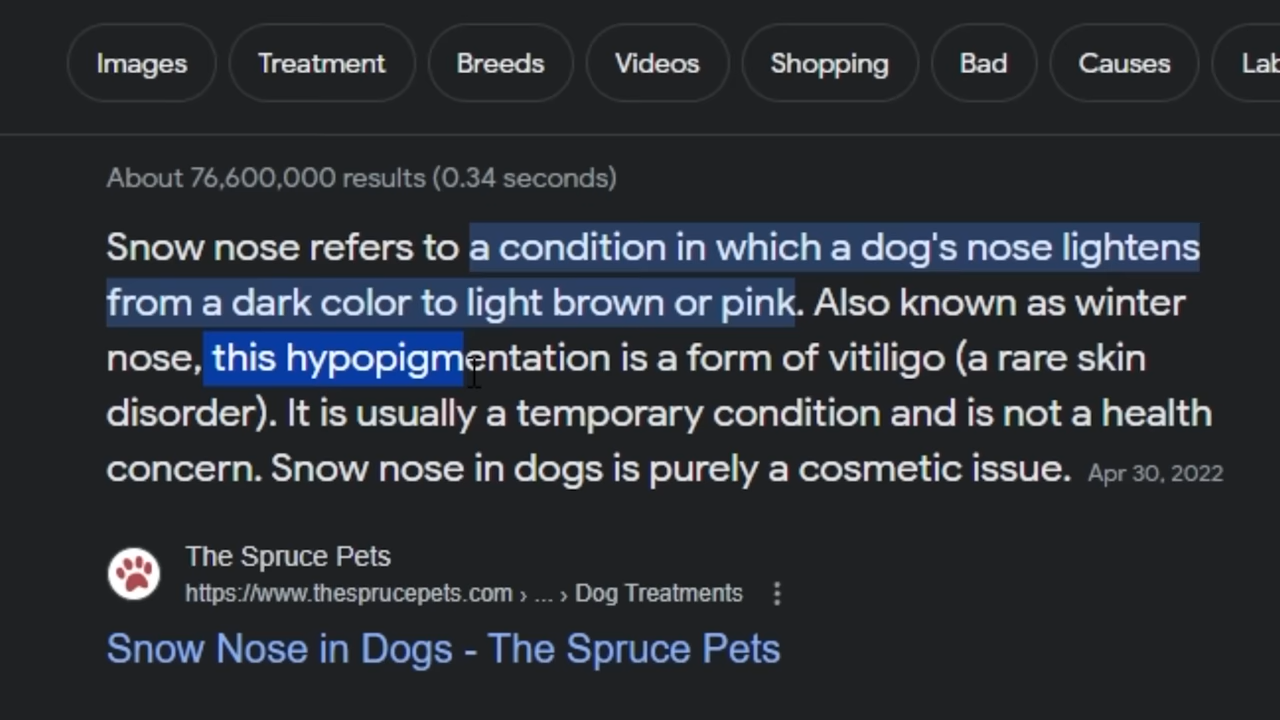 Images Treatment Breeds Videos Shopping Bad Causes
About 76,600,000 results (0.34 seconds)
Snow nose refers to a condition in which a dog's nose lightens
from a dark color to light brown or pink. Also known as winter
nose, this hypopigmentation is a form of vitiligo (a rare skin
disorder). It is usually a temporary condition and is not a health
concern. Snow nose in dogs is purely a cosmetic issue. Apr 30, 2022
The Spruce Pets
https://www.thesprucepets.com › ... › Dog Treatments
Snow Nose in Dogs - The Spruce Pets